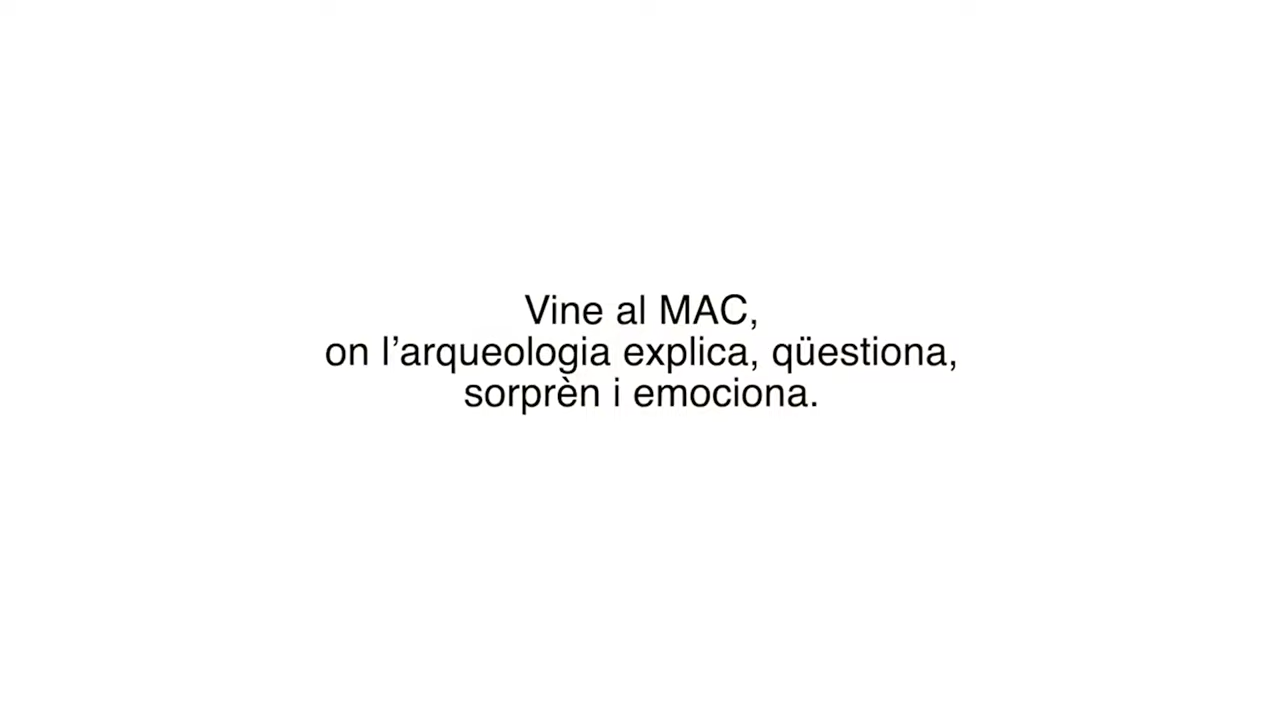 Vine al MAC,
on l’arqueologia explica, qüestiona,
sorprèn i emociona.